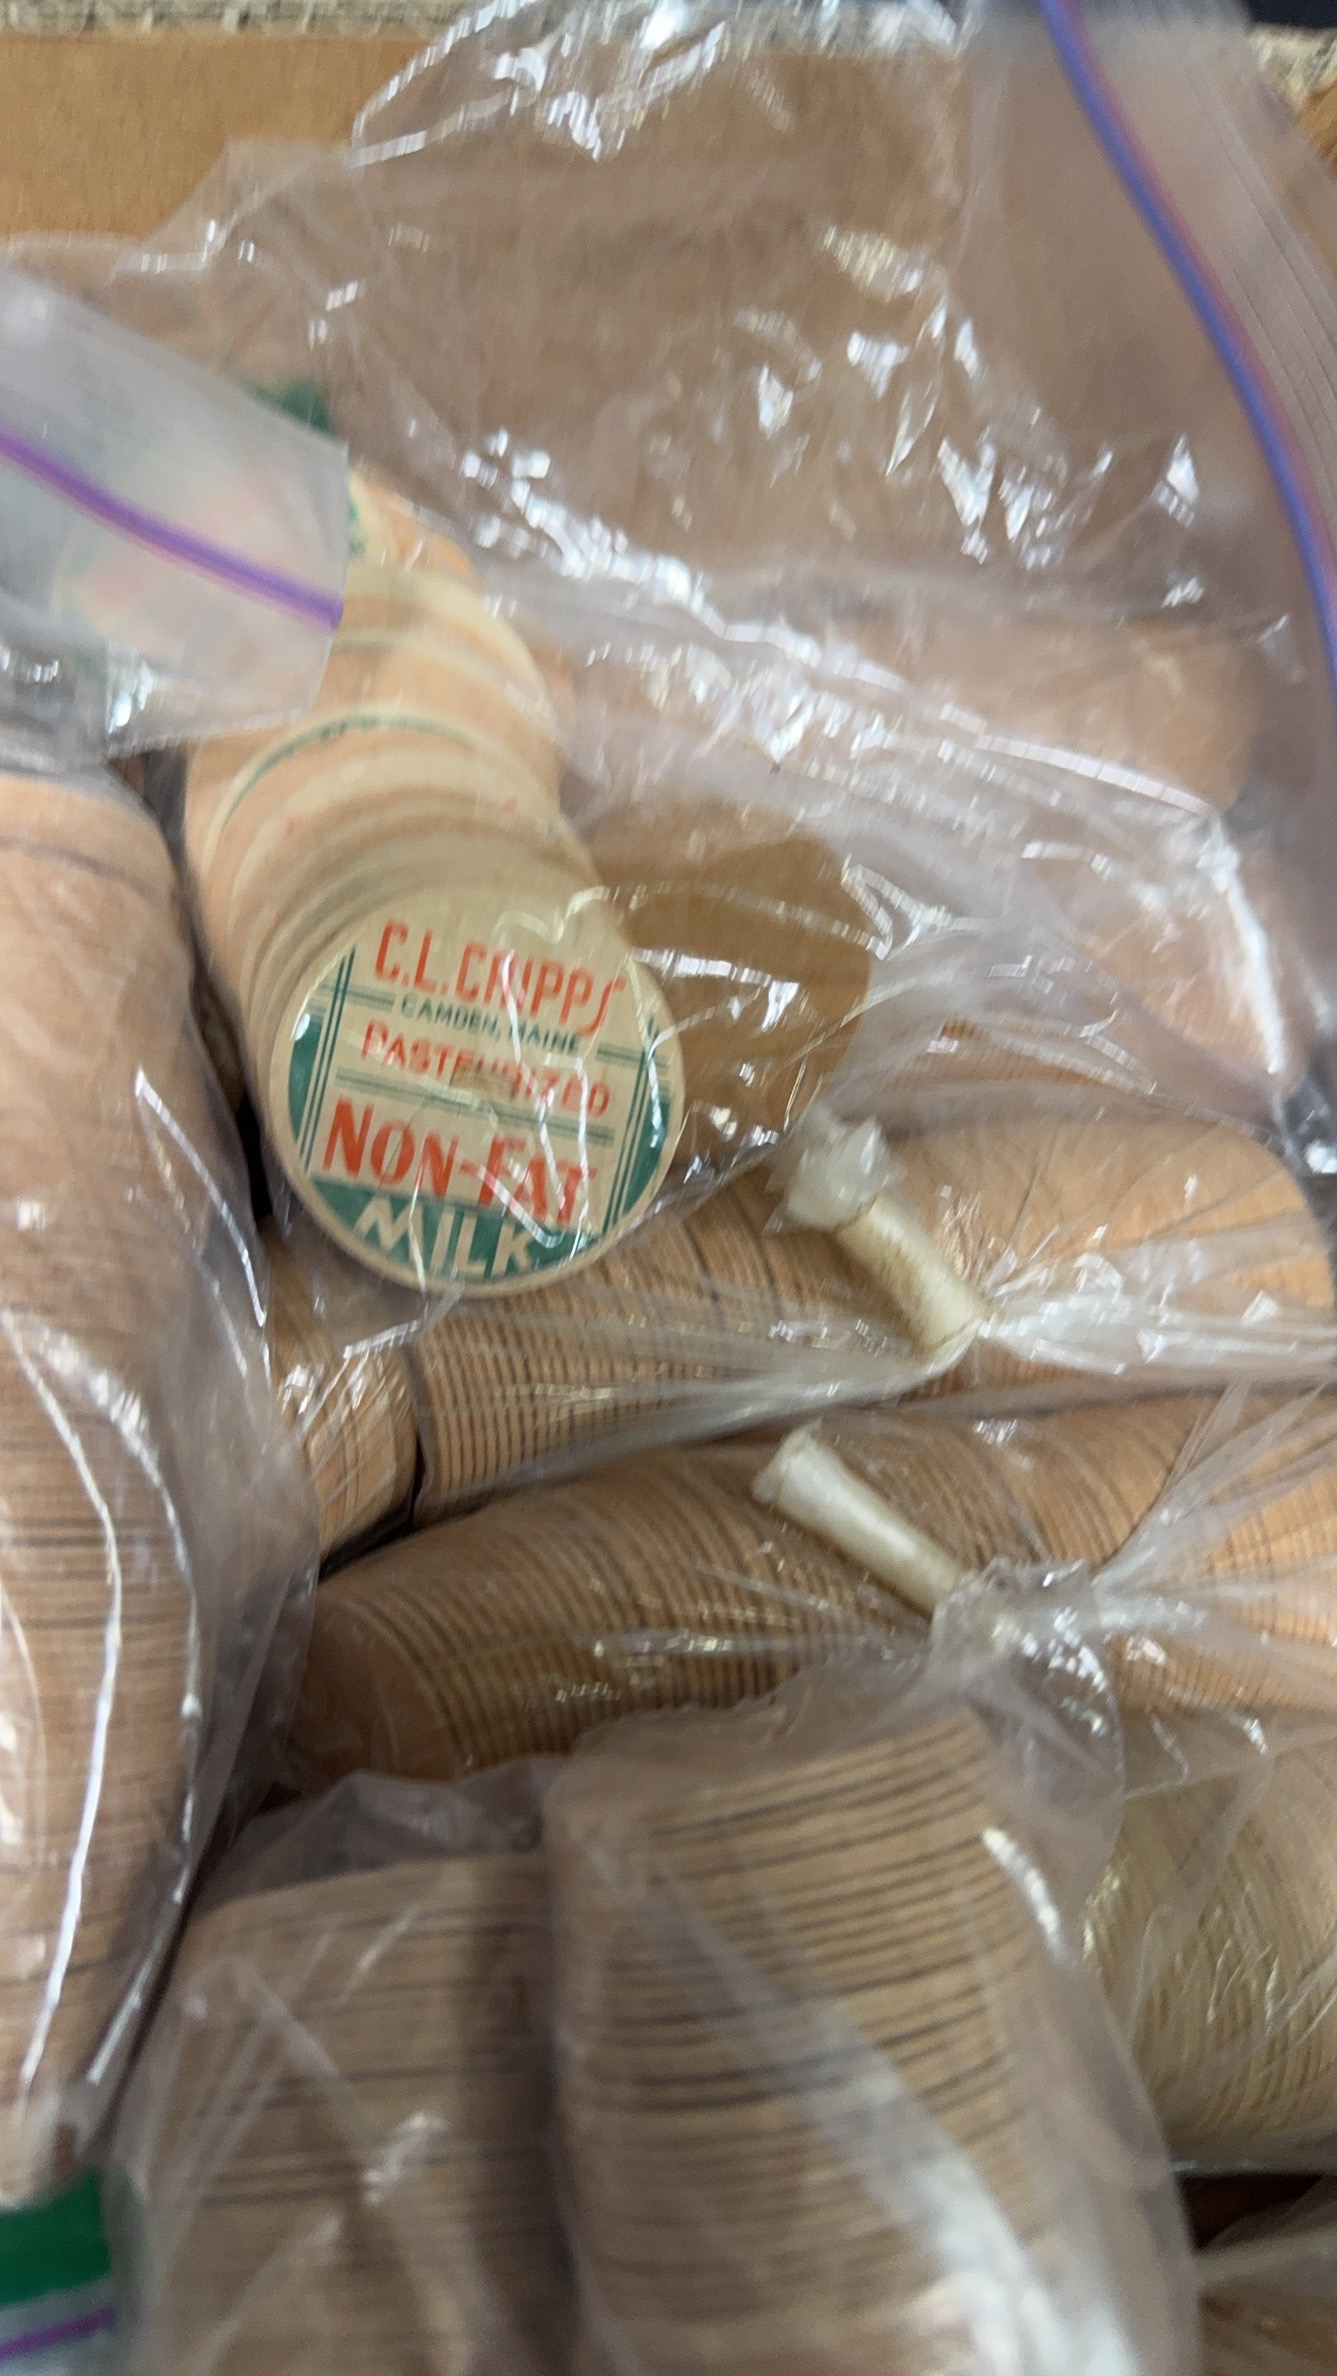 C.L.CRIPPS
CAMDEN, MAINE
PASTEURIZED
NON-FAT
MILK